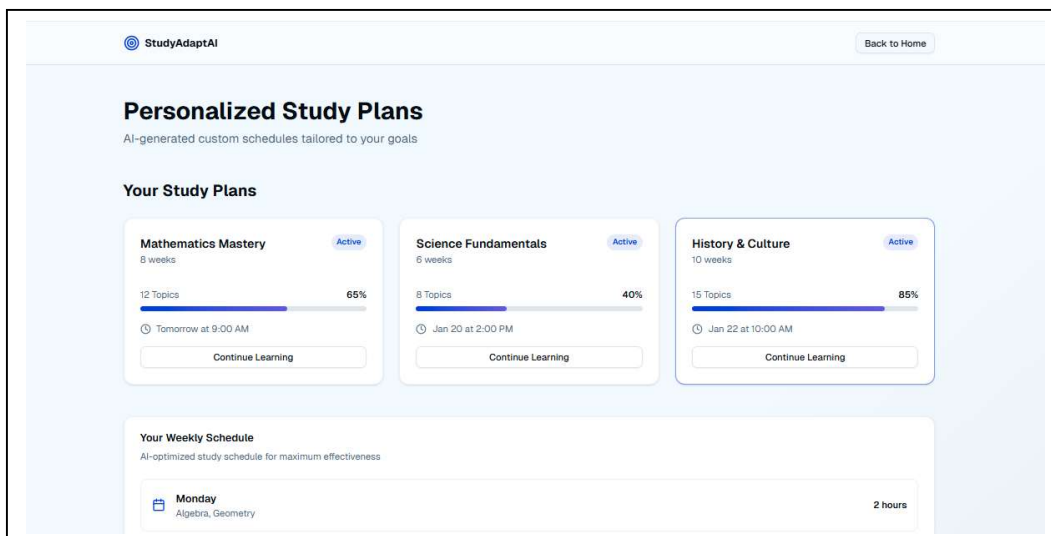 StudyAdaptAI
Back to Home
Personalized Study Plans
AI-generated custom schedules tailored to your goals
Your Study Plans
Mathematics Mastery
Active
8 weeks
12 Topics
65%
Tomorrow at 9:00 AM
Continue Learning
Science Fundamentals
Active
6 weeks
8 Topics
40%
Jan 20 at 2:00 PM
Continue Learning
History & Culture
Active
10 weeks
15 Topics
85%
Jan 22 at 10:00 AM
Continue Learning
Your Weekly Schedule
AI-optimized study schedule for maximum effectiveness
Monday
Algebra, Geometry
2 hours